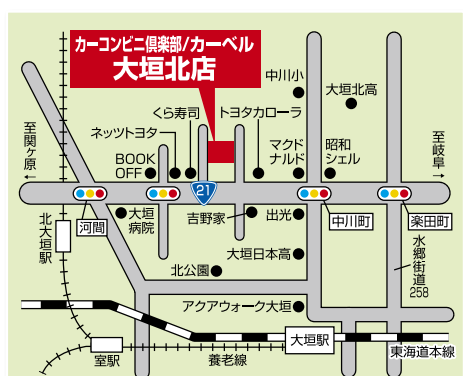 カーコンビニ倶楽部/カーベル
大垣北店
中川小
大垣北高
くら寿司
トヨタカローラ
ネッツトヨタ
マクド
ナルド
昭和
シェル
至関ヶ原
←
至岐阜
→
BOOK
OFF
21
北大垣駅
河間
大垣
病院
吉野家
出光
中川町
楽田町
水郷街道
258
大垣日本高
北公園
アクアウォーク大垣
大垣駅
東海道本線
室駅
養老線